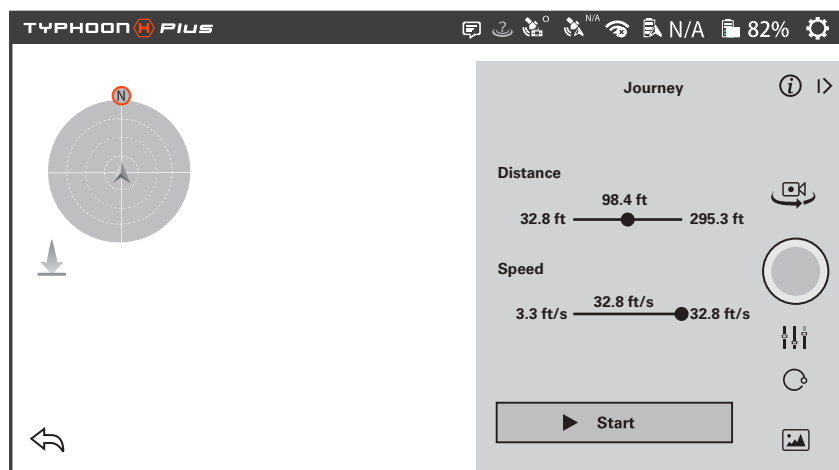 TYPHOON H PLUS
? O N/A N/A 82%
N
Journey
i
Distance
98.4 ft
32.8 ft 295.3 ft
Speed
32.8 ft/s
3.3 ft/s 32.8 ft/s
Start